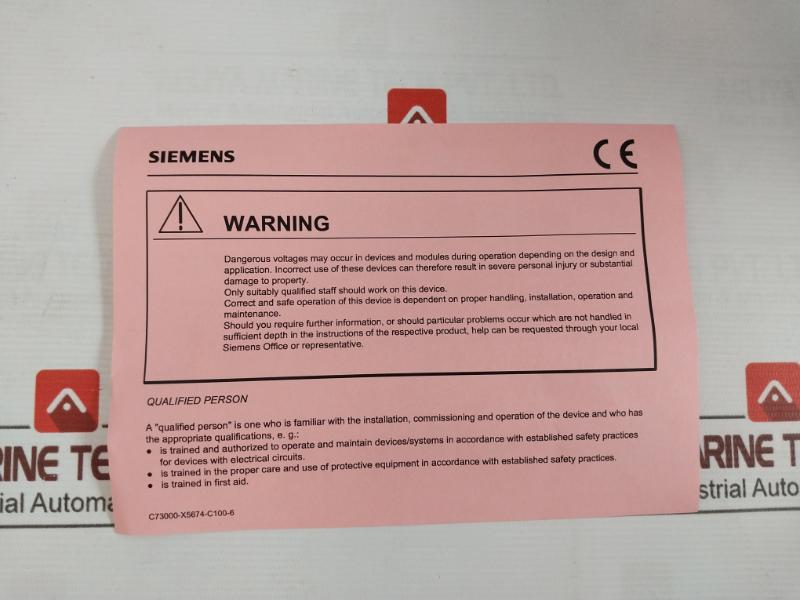 SIEMENS
CE
WARNING
Dangerous voltages may occur in devices and modules during operation depending on the design and
application. Incorrect use of these devices can therefore result in severe personal injury or substantial
damage to property.
Only suitably qualified staff should work on this device.
Correct and safe operation of this device is dependent on proper handling, installation, operation and
maintenance.
Should you require further information, or should particular problems occur which are not handled in
sufficient depth in the instructions of the respective product, help can be requested through your local
Siemens Office or representative.
QUALIFIED PERSON
A "qualified person" is one who is familiar with the installation, commissioning and operation of the device and who has
the appropriate qualifications, e. g.:
• is trained and authorized to operate and maintain devices/systems in accordance with established safety practices
for devices with electrical circuits.
• is trained in the proper care and use of protective equipment in accordance with established safety practices.
• is trained in first aid.
C73000-X5674-C100-6
RINE TE
ial Automa
ARINE T
strial Auto